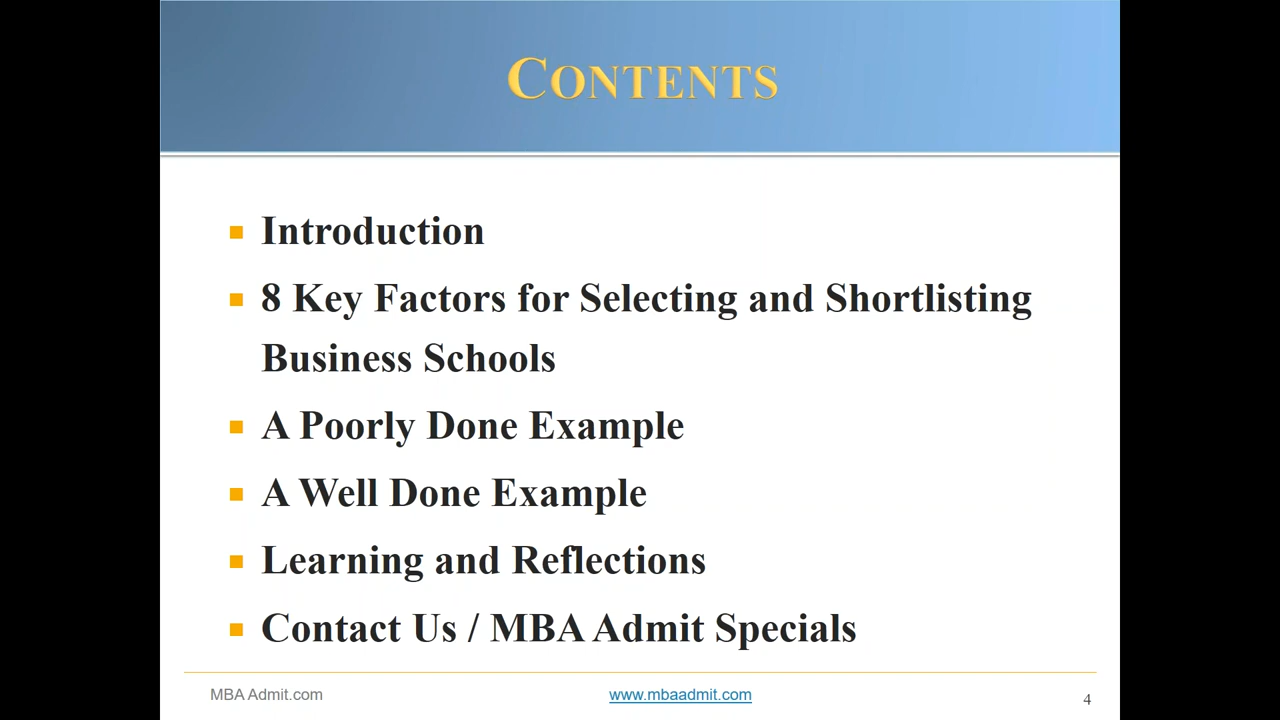 CONTENTS
Introduction
8 Key Factors for Selecting and Shortlisting
Business Schools
A Poorly Done Example
A Well Done Example
Learning and Reflections
Contact Us / MBA Admit Specials
MBA Admit.com
www.mbaadmit.com
4